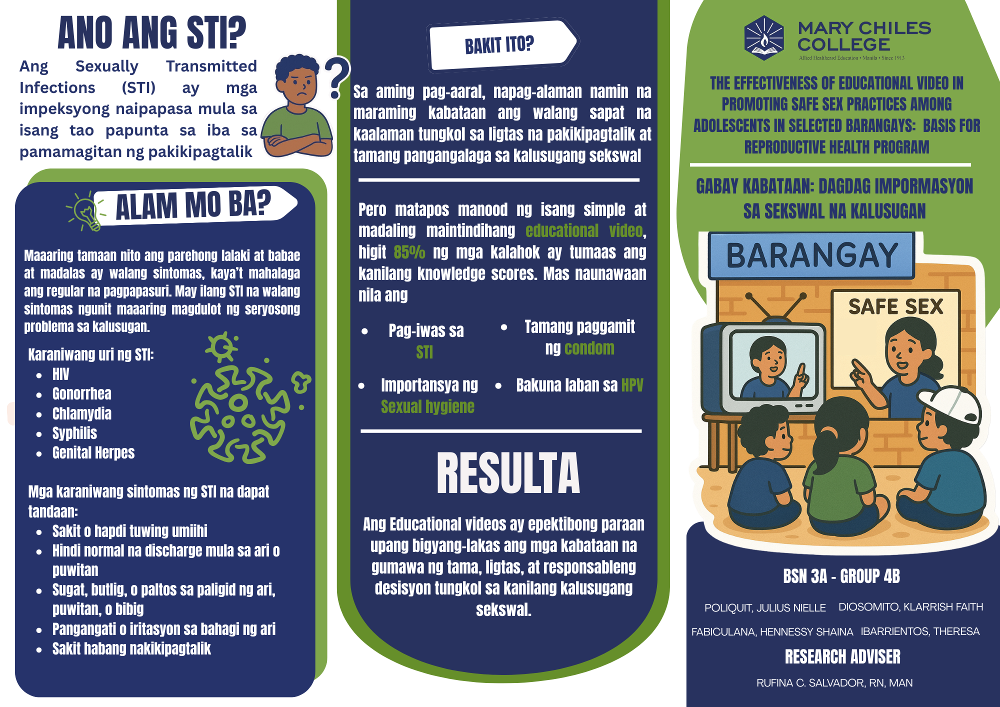 ANO ANG STI?
Ang Sexually Transmitted
Infections (STI) ay mga
impeksyong naipapasa mula sa
isang tao papunta sa iba sa
pamamagitan ng pakikipagtalik
?
ALAM MO BA?
Maaaring tamaan nito ang parehong lalaki at babae
at madalas ay walang sintomas, kaya't mahalaga
ang regular na pagpapasuri. May ilang STI na walang
sintomas ngunit maaaring magdulot ng seryosong
problema sa kalusugan.
Karaniwang uri ng STI:
• HIV
• Gonorrhea
• Chlamydia
• Syphilis
• Genital Herpes
Mga karaniwang sintomas ng STI na dapat
tandaan:
• Sakit o hapdi tuwing umiihi
• Hindi normal na discharge mula sa ari o
puwitan
• Sugat, butlig, o paltos sa paligid ng ari,
puwitan, o bibig
• Pangangati o iritasyon sa bahagi ng ari
• Sakit habang nakikipagtalik
BAKIT ITO?
Sa aming pag-aaral, napag-alaman namin na
maraming kabataan ang walang sapat na
kaalaman tungkol sa ligtas na pakikipagtalik at
tamang pangangalaga sa kalusugang sekswal
Pero matapos manood ng isang simple at
madaling maintindihang educational video,
higit 85% ng mga kalahok ay tumaas ang
kanilang knowledge scores. Mas naunawaan
nila ang
• Pag-iwas sa
STI
• Tamang paggamit
ng condom
• Importansya ng
Sexual hygiene
• Bakuna laban sa HPV
RESULTA
Ang Educational videos ay epektibong paraan
upang bigyang-lakas ang mga kabataan na
gumawa ng tama, ligtas, at responsableng
desisyon tungkol sa kanilang kalusugang
sekswal.
MARY CHILES
COLLEGE
Allied Healthcard Education • Manila • Since 1913
THE EFFECTIVENESS OF EDUCATIONAL VIDEO IN
PROMOTING SAFE SEX PRACTICES AMONG
ADOLESCENTS IN SELECTED BARANGAYS: BASIS FOR
REPRODUCTIVE HEALTH PROGRAM
GABAY KABATAAN: DAGDAG IMPORMASYON
SA SEKSWAL NA KALUSUGAN
BARANGAY
SAFE SEX
BSN 3A - GROUP 4B
POLIQUIT, JULIUS NIELLE DIOSOMITO, KLARRISH FAITH
FABICULANA, HENNESSY SHAINA IBARRIENTOS, THERESA
RESEARCH ADVISER
RUFINA C. SALVADOR, RN, MAN